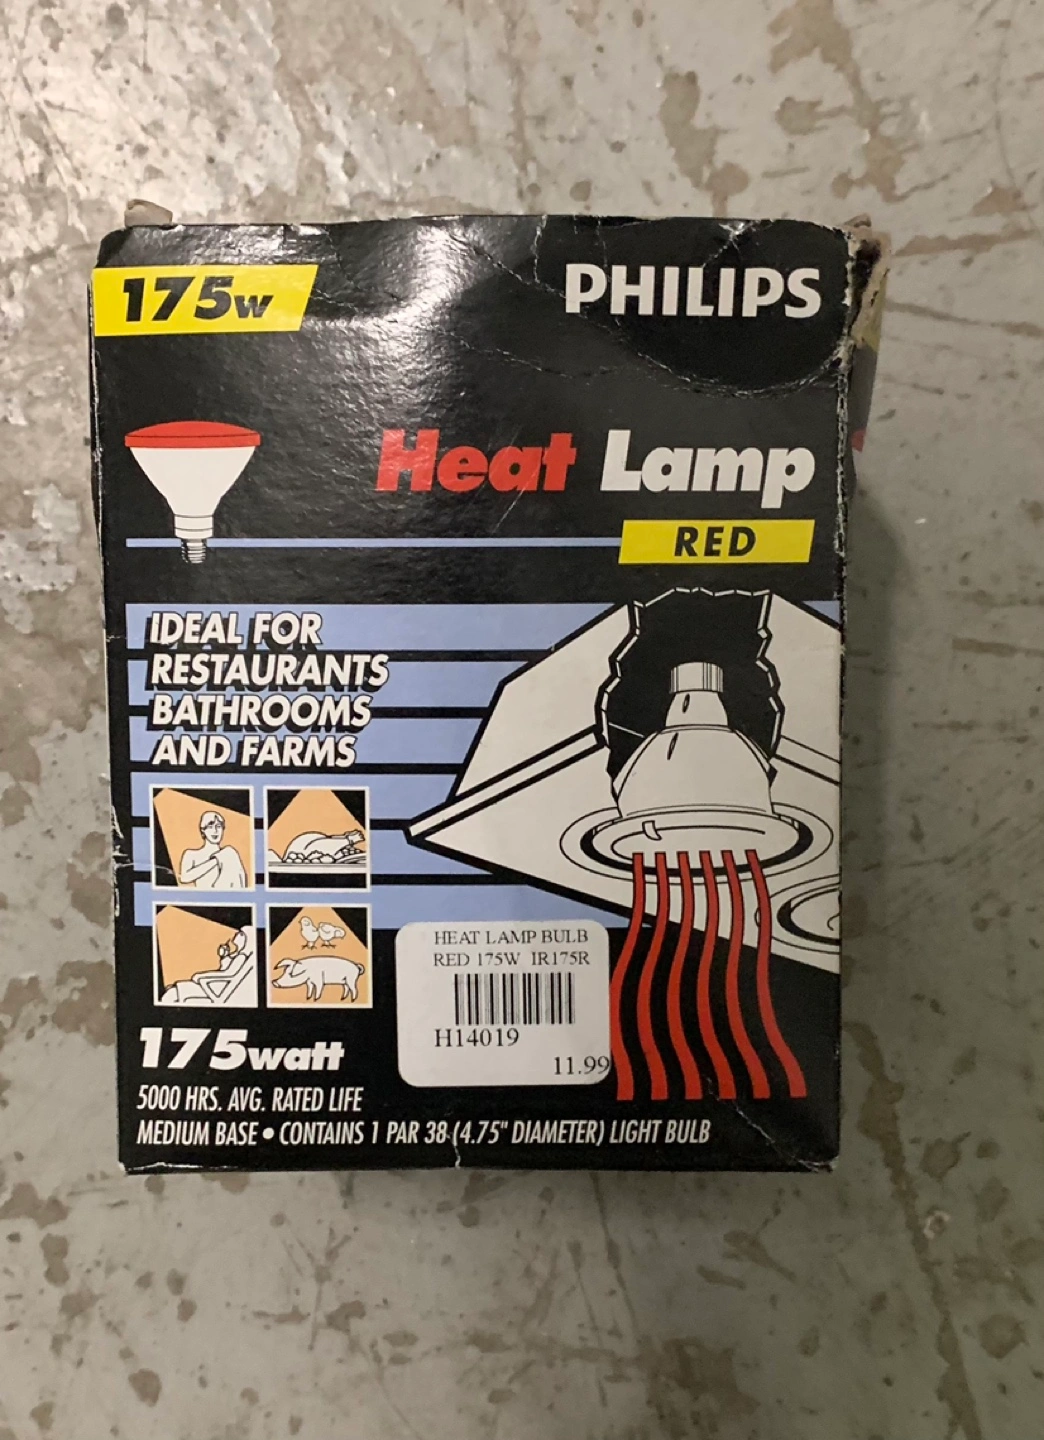 175W
PHILIPS
Heat Lamp
RED
IDEAL FOR
RESTAURANTS
BATHROOMS
AND FARMS
HEAT LAMP BULB
RED 175W IR175R
H14019
11.99
175watt
5000 HRS. AVG. RATED LIFE
MEDIUM BASE • CONTAINS 1 PAR 38 (4.75" DIAMETER) LIGHT BULB